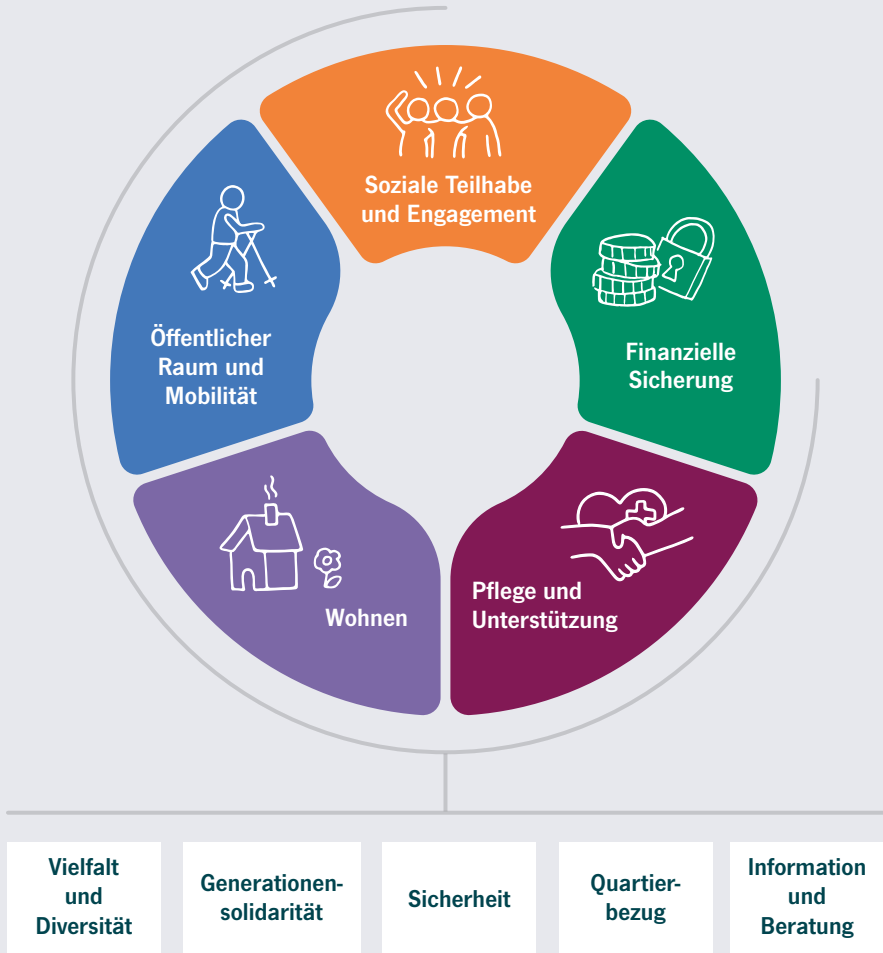 Soziale Teilhabe
und Engagement
Öffentlicher
Raum und
Mobilität
Finanzielle
Sicherung
Wohnen
Pflege und
Unterstützung
Vielfalt
und
Diversität
Generationen-
solidarität
Sicherheit
Quartier-
bezug
Information
und
Beratung